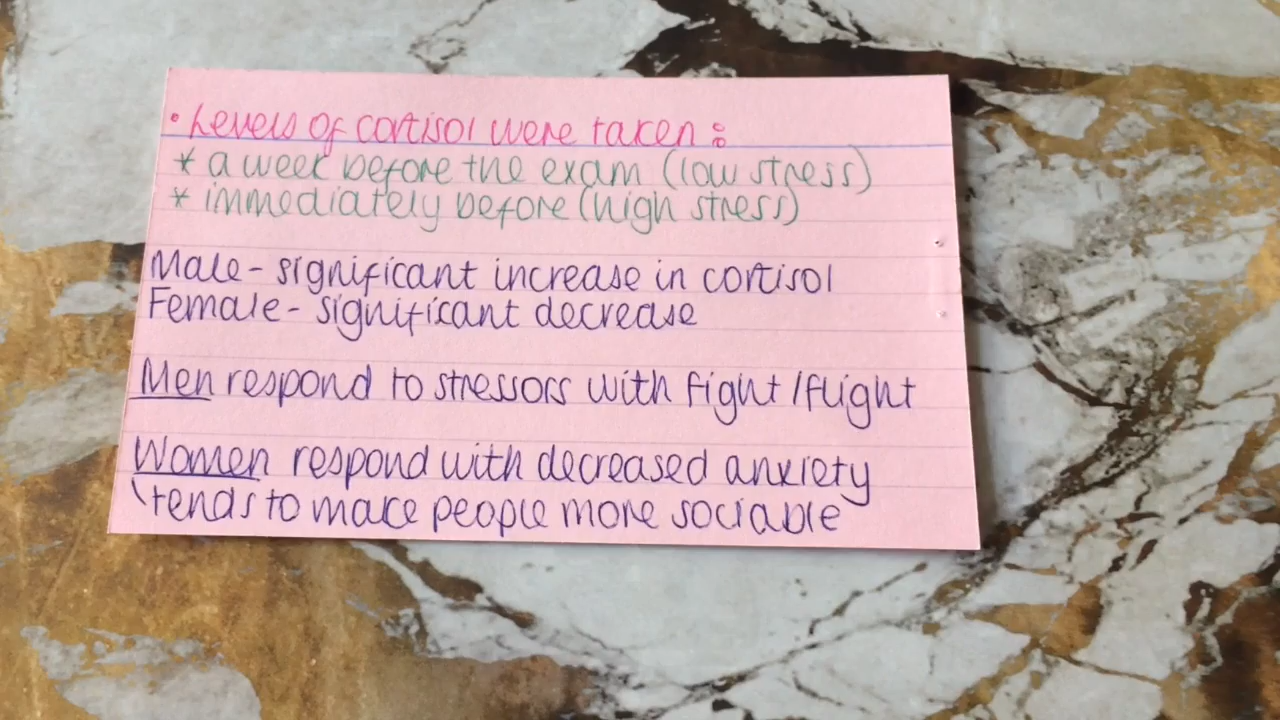 • Levels of cortisol were taken:
* a week before the exam (low stress)
* immediately before (high stress)
Male - significant increase in cortisol
Female - significant decrease
Men respond to stressors with fight/flight
Women respond with decreased anxiety
\tends to make people more sociable